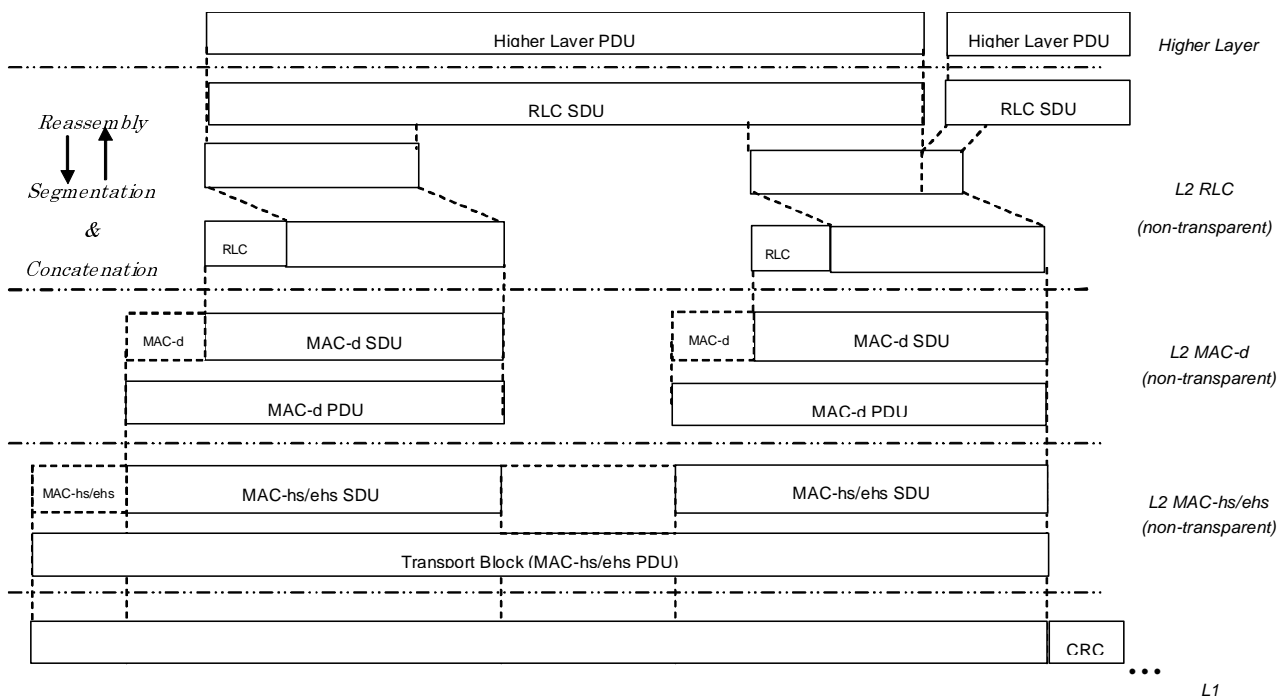 Higher Layer PDU
Higher Layer PDU
Higher Layer
RLC SDU
RLC SDU
Reassembly
Segmentation
&
Concatenation
L2 RLC
(non-transparent)
RLC
RLC
MAC-d
MAC-d SDU
MAC-d
MAC-d SDU
L2 MAC-d
(non-transparent)
MAC-d PDU
MAC-d PDU
MAC-hs/ehs
MAC-hs/ehs SDU
MAC-hs/ehs SDU
L2 MAC-hs/ehs
(non-transparent)
Transport Block (MAC-hs/ehs PDU)
CRC
•••
L1